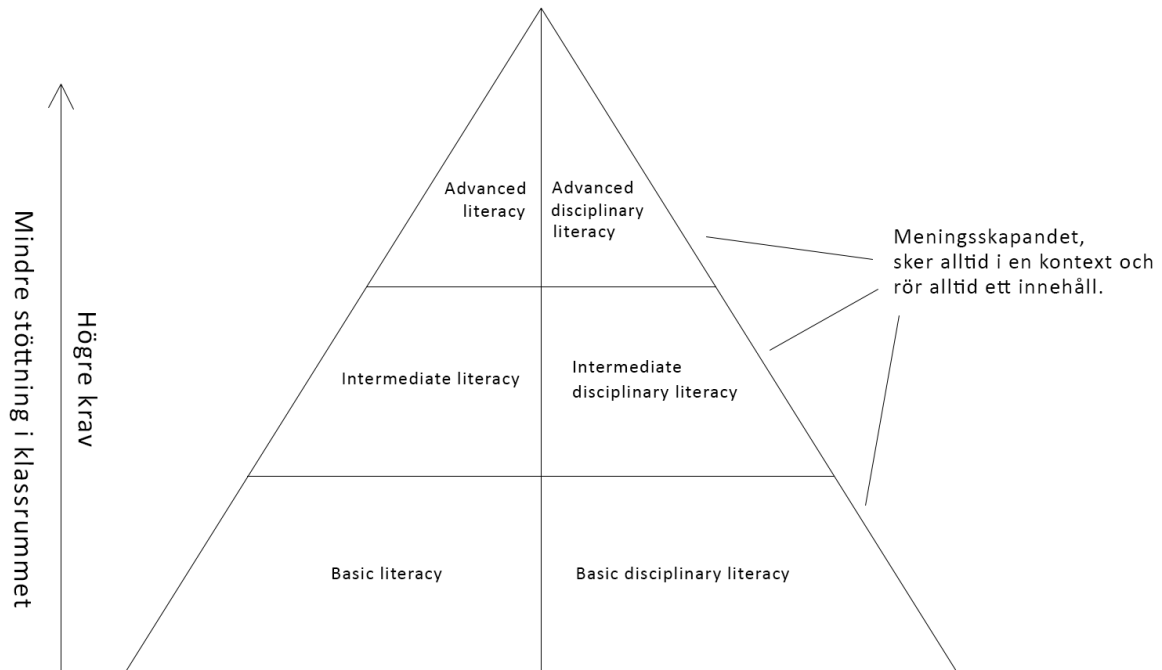 Mindre stöttning i klassrummet
Högre krav
Advanced
literacy
Advanced
disciplinary
literacy
Intermediate literacy
Intermediate
disciplinary literacy
Basic literacy
Basic disciplinary literacy
Meningsskapandet,
sker alltid i en kontext och
rör alltid ett innehåll.